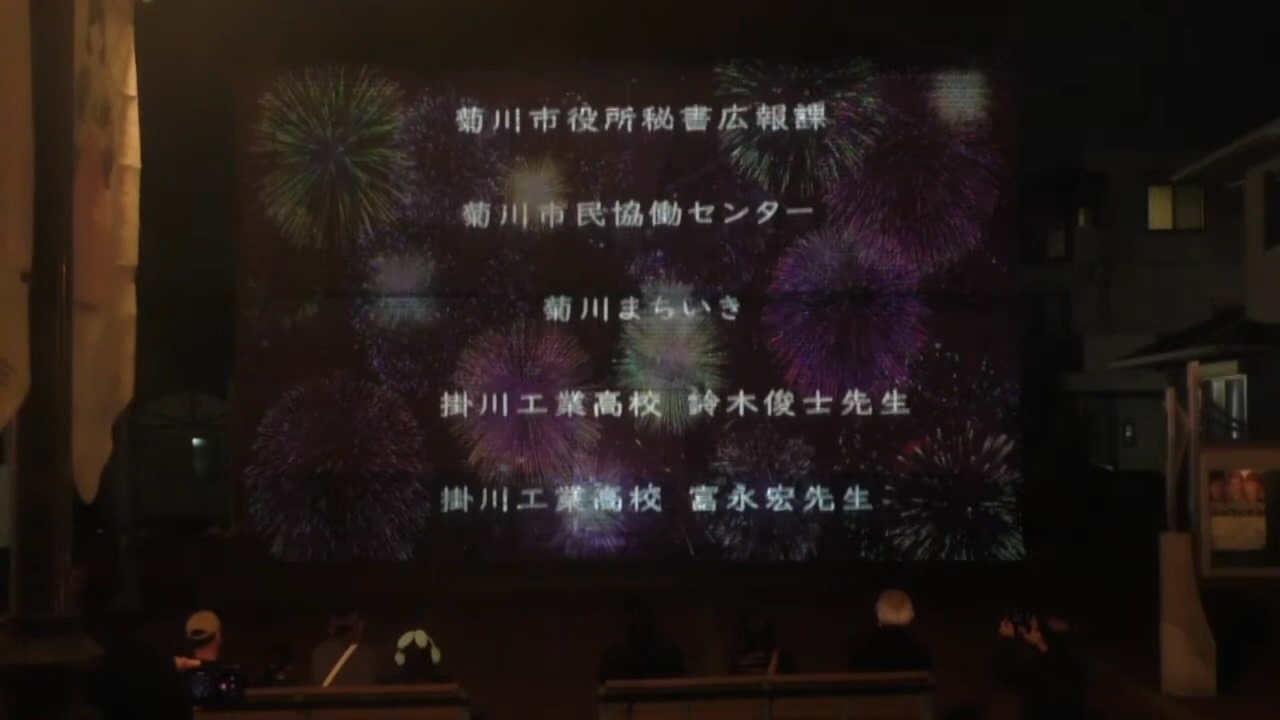 菊川市役所秘書広報課
菊川市民協働センター
菊川まちいき
掛川工業高校 鈴木俊士先生
掛川工業高校 富永宏先生